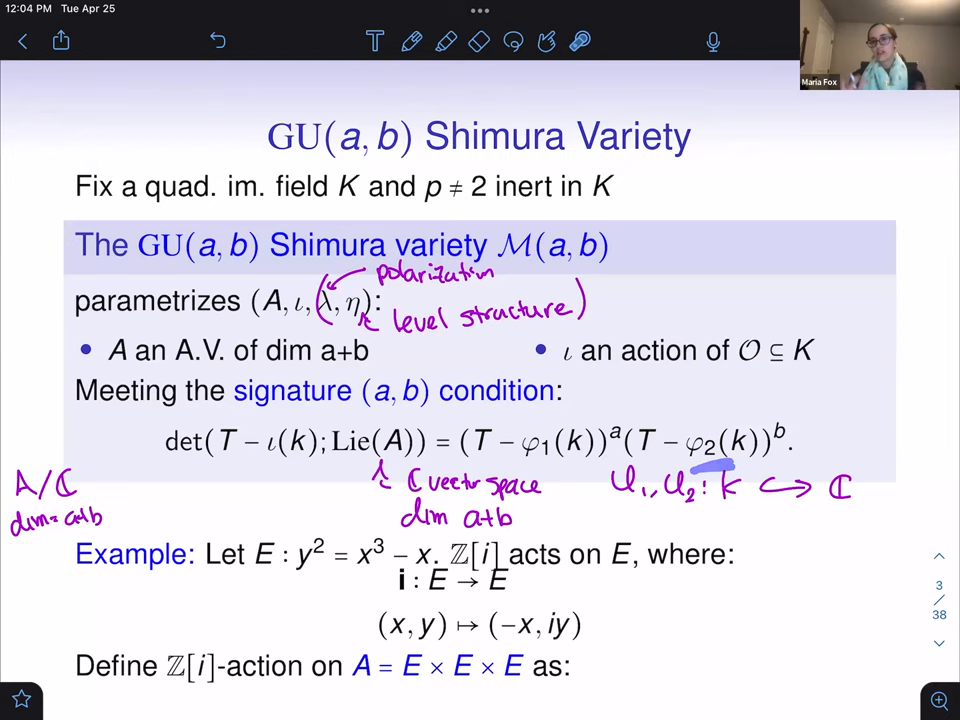 12:04 PM Tue Apr 25
Maria Fox
GU(a, b) Shimura Variety
Fix a quad. im. field K and p ≠ 2 inert in K
The GU(a, b) Shimura variety M(a, b)
polarization
parametrizes (A, ι, λ, η):
level structure
• A an A.V. of dim a+b
• ι an action of O ⊆ K
Meeting the signature (a, b) condition:
det(T − ι(k); Lie(A)) = (T − φ₁(k))ᵃ(T − φ₂(k))ᵇ.
A/ℂ
dim = a+b
ℂ vector space
dim a+b
φ₁, φ₂ : K ↪ ℂ
Example: Let E : y² = x³ − x. ℤ[i] acts on E, where:
i : E → E
(x, y) ↦ (−x, iy)
Define ℤ[i]-action on A = E × E × E as:
3
/
38